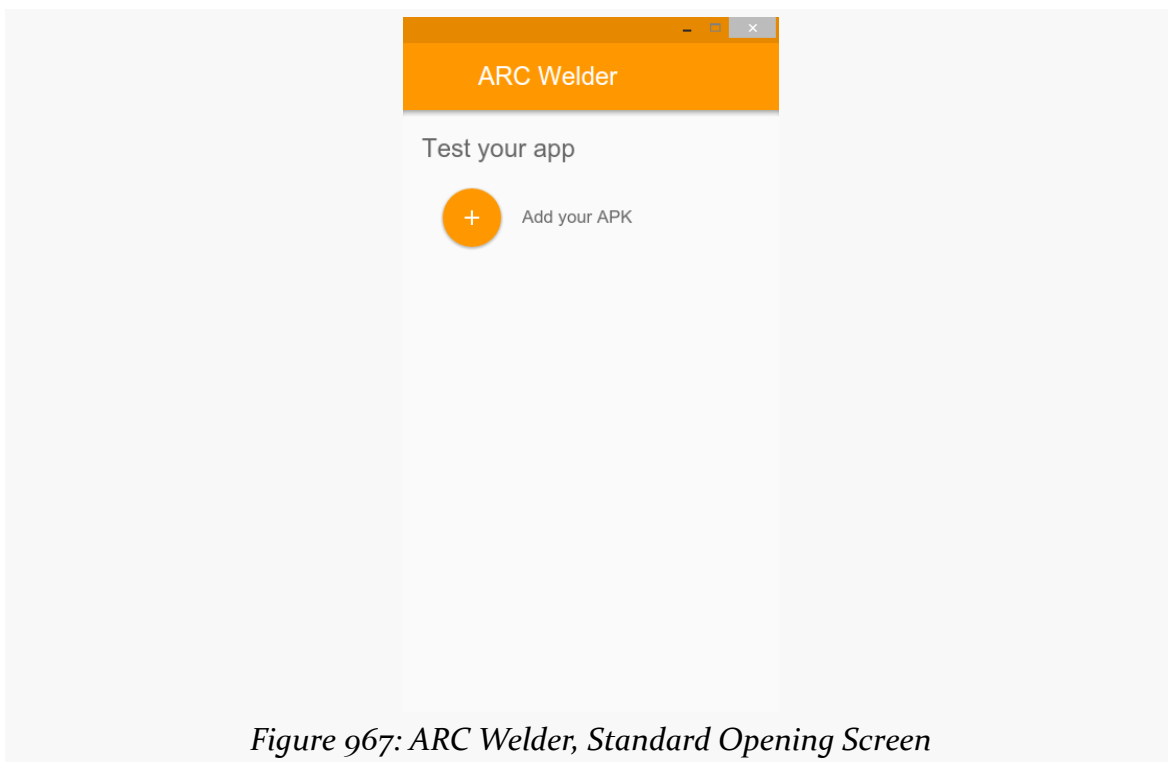 ARC Welder
Test your app
+ Add your APK
Figure 967: ARC Welder, Standard Opening Screen